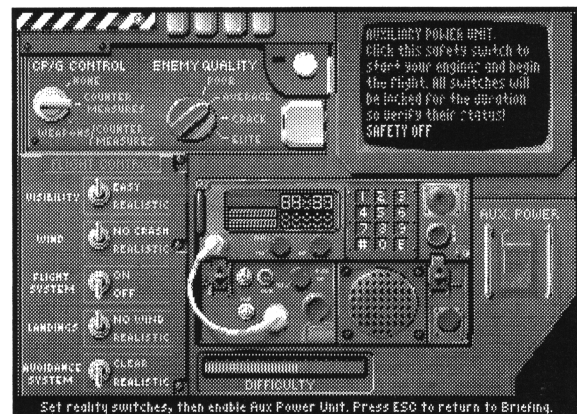 CP/G CONTROL
NONE
COUNTER MEASURES
WEAPONS/COUNTER MEASURES
ENEMY QUALITY
POOR
AVERAGE
CRACK
ELITE
AUXILIARY POWER UNIT.
Click this safety switch to
start your engines and begin
the flight. All switches will
be locked for the duration
so verify their status!
SAFETY OFF
VISIBILITY
EASY
REALISTIC
WIND
NO CRASH
REALISTIC
FLIGHT SYSTEM
ON
OFF
LANDINGS
NO WIND
REALISTIC
AVOIDANCE SYSTEM
CLEAR
REALISTIC
1 2 3
4 5 6
7 8 9
# 0 E
AUX. POWER
DIFFICULTY
Set reality switches, then enable Aux Power Unit. Press ESC to return to Briefing.